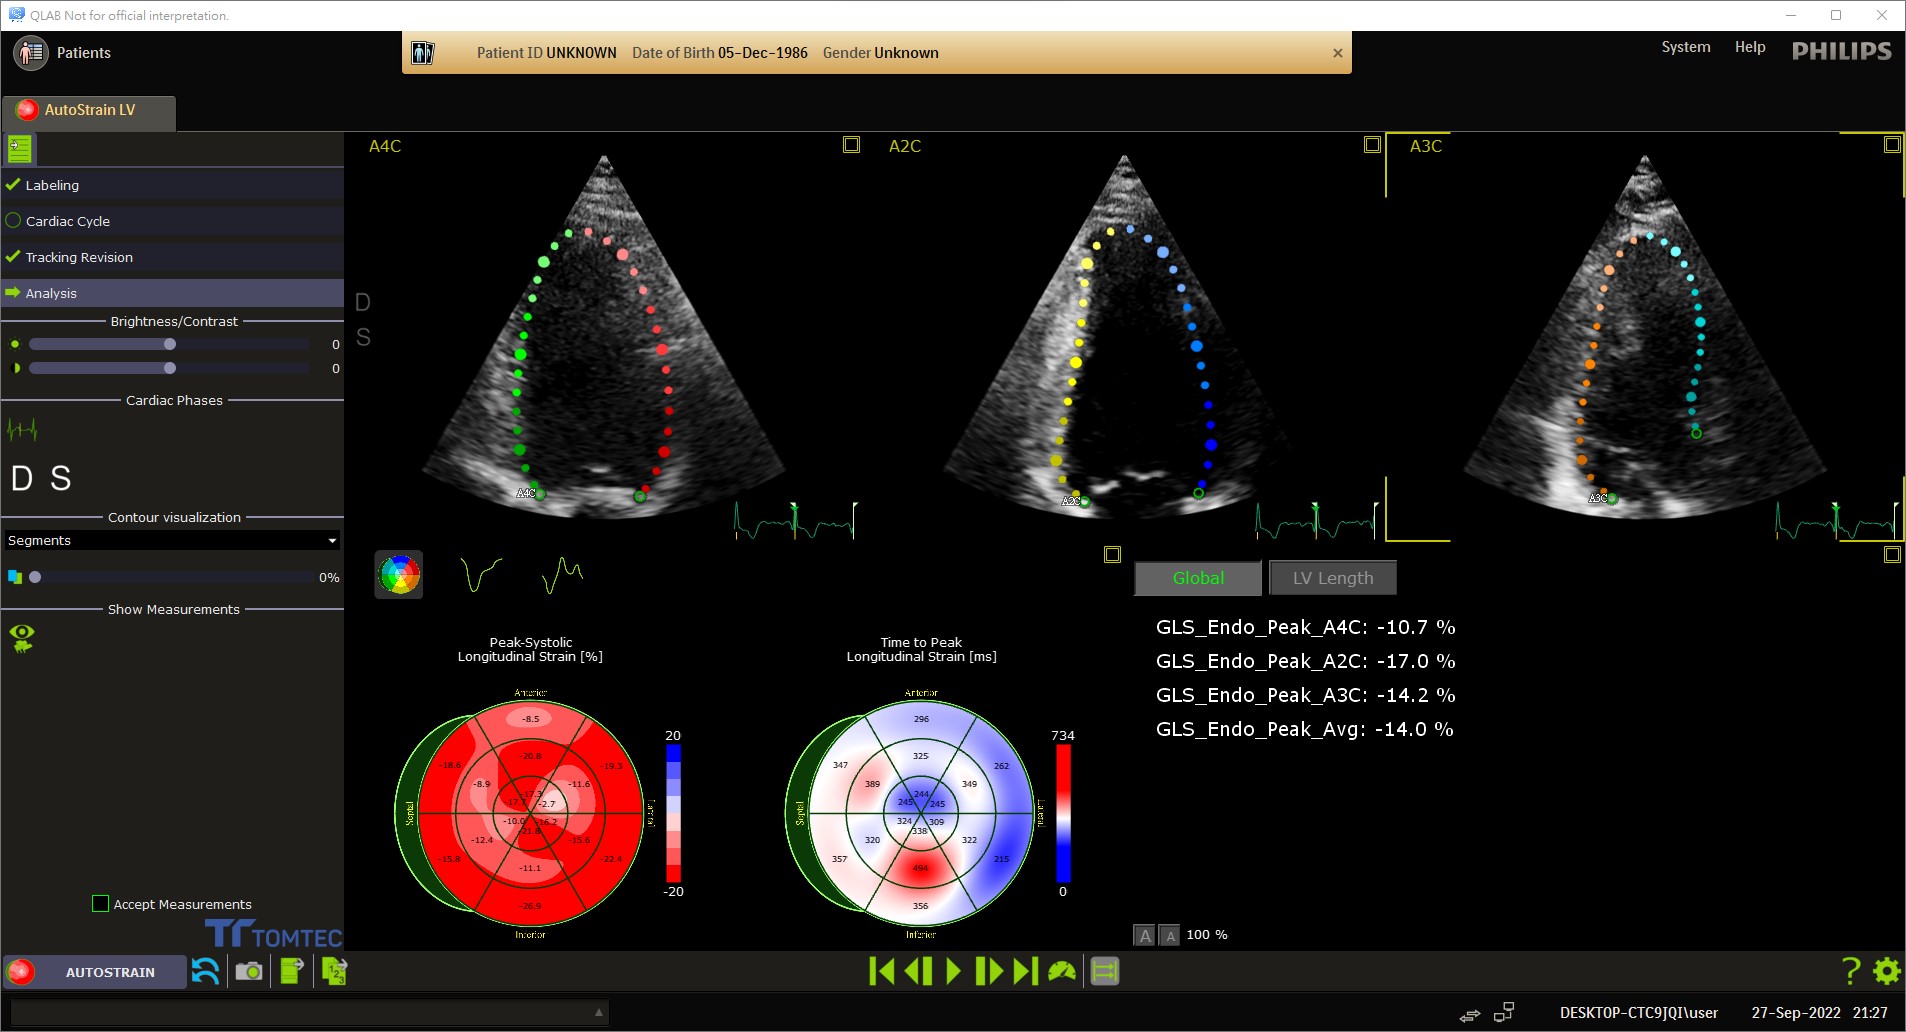 QLAB Not for official interpretation.
Patients
Patient ID UNKNOWN Date of Birth 05-Dec-1986 Gender Unknown
System Help PHILIPS
AutoStrain LV
Labeling
Cardiac Cycle
Tracking Revision
Analysis
Brightness/Contrast
0
0
Cardiac Phases
D S
Contour visualization
Segments
0%
Show Measurements
Accept Measurements
TOMTEC
A4C
A2C
A3C
D
S
A4C
A2C
A3C
Peak-Systolic
Longitudinal Strain [%]
Anterior
-8.5
-18.6
-20.8
-19.3
-8.9
-11.6
-17.3
-17.7
-2.7
Septal
Lateral
-10.0
-16.2
-21.8
-12.4
-15.6
-15.8
-22.4
-11.1
-26.9
Inferior
20
-20
Time to Peak
Longitudinal Strain [ms]
Anterior
296
347
325
262
389
349
244
245
245
Septal
Lateral
324
309
338
320
322
357
215
494
356
Inferior
734
0
Global
LV Length
GLS_Endo_Peak_A4C: -10.7 %
GLS_Endo_Peak_A2C: -17.0 %
GLS_Endo_Peak_A3C: -14.2 %
GLS_Endo_Peak_Avg: -14.0 %
A A 100 %
AUTOSTRAIN
1 2 3
?
DESKTOP-CTC9JQI\user 27-Sep-2022 21:27